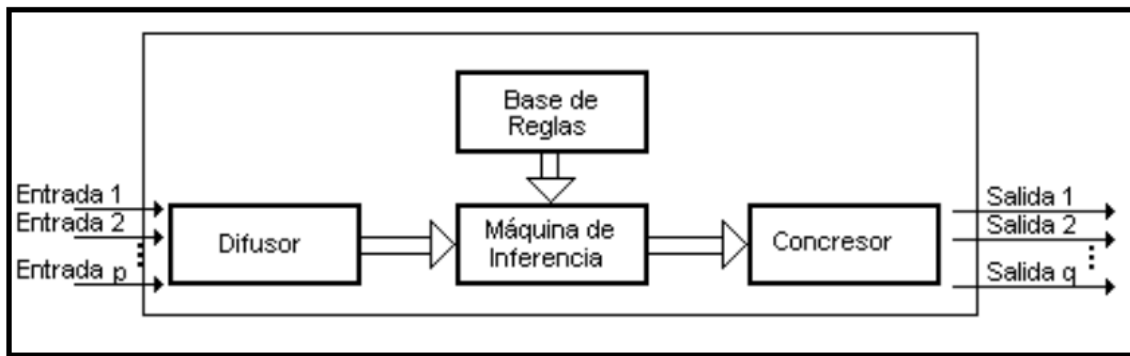 Base de
Reglas
Entrada 1
Entrada 2
Entrada p
Difusor
Máquina de
Inferencia
Concresor
Salida 1
Salida 2
Salida q